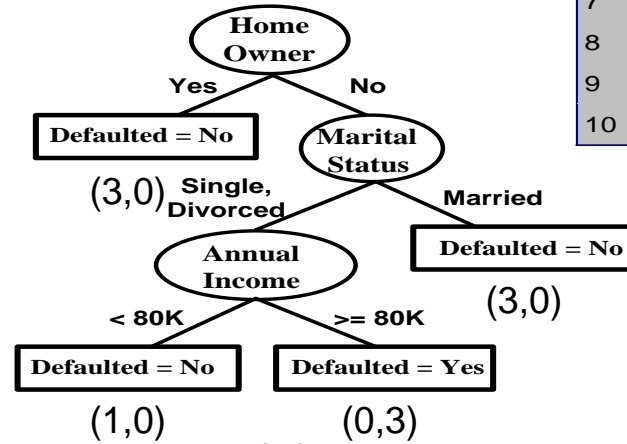 Home
Owner
Yes
No
Defaulted = No
Marital
Status
(3,0)
Single,
Divorced
Married
Annual
Income
Defaulted = No
(3,0)
< 80K
>= 80K
Defaulted = No
Defaulted = Yes
(1,0)
(0,3)
7
8
9
10